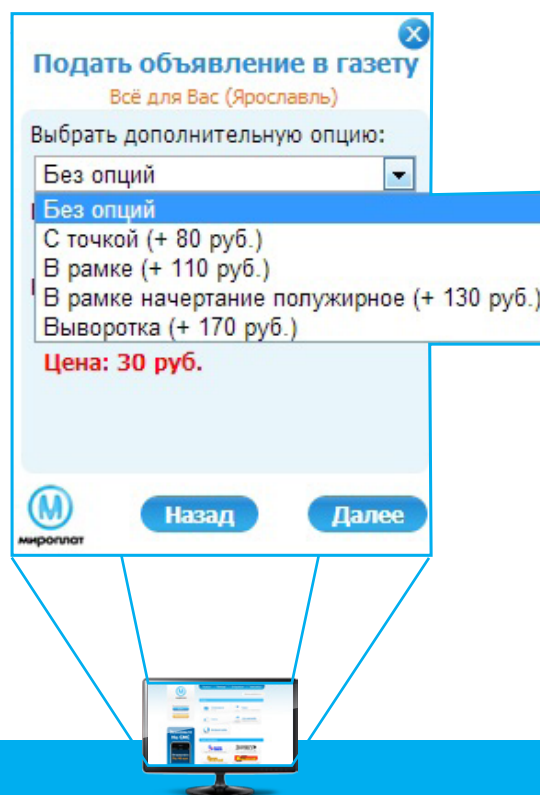 Подать объявление в газету
Всё для Вас (Ярославль)
Выбрать дополнительную опцию:
Без опций
Без опций
С точкой (+ 80 руб.)
В рамке (+ 110 руб.)
В рамке начертание полужирное (+ 130 руб.)
Выворотка (+ 170 руб.)
Цена: 30 руб.
М
мироплат
Назад
Далее